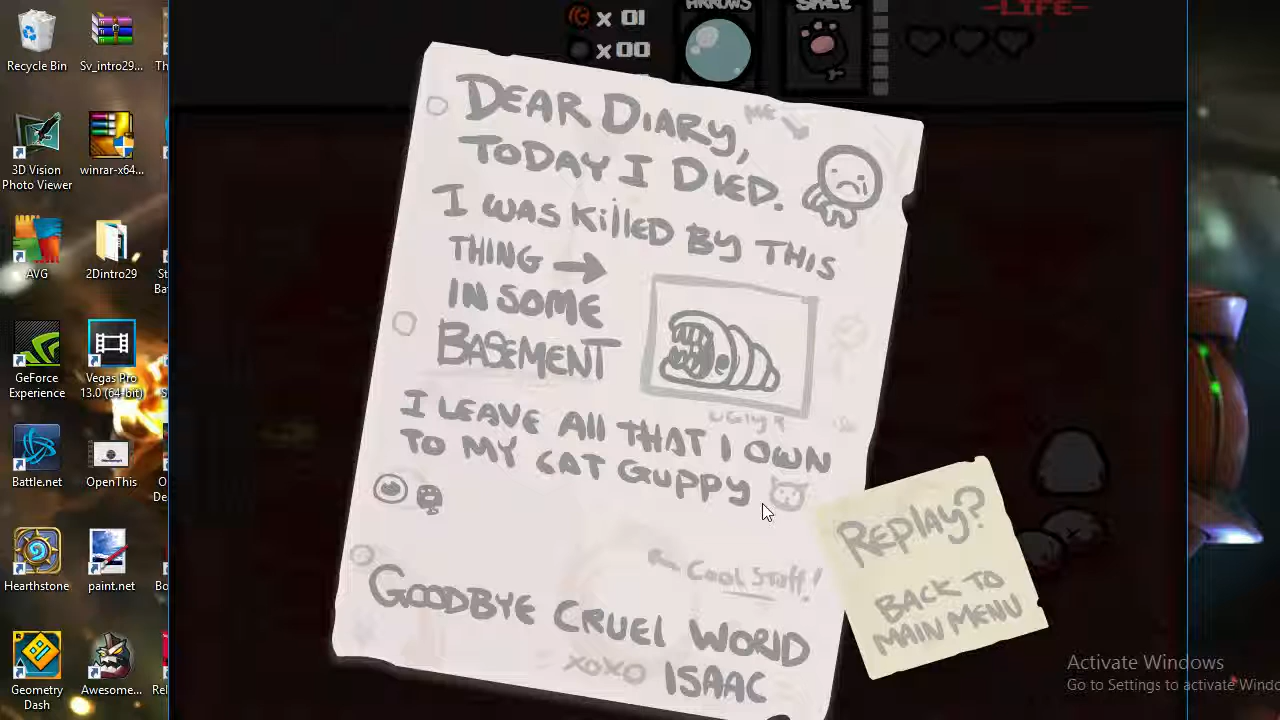 Recycle Bin
Sv_intro29...
3D Vision
Photo Viewer
winrar-x64...
AVG
2Dintro29
GeForce
Experience
Vegas Pro
13.0 (64-bit)
Battle.net
OpenThis
Hearthstone
paint.net
Geometry
Dash
Awesome...
x 01
x00
ARROWS
SPACE
-LIFE-
DEAR DIARY,
TODAY I DIED.
ME
I WAS KILLED BY THIS
THING →
IN SOME
BASEMENT
UGLY
I LEAVE ALL THAT I OWN
TO MY CAT GUPPY
COOL STUFF!
GOODBYE CRUEL WORLD
XOXO ISAAC
REPLAY?
BACK TO
MAIN MENU
Activate Windows
Go to Settings to activate